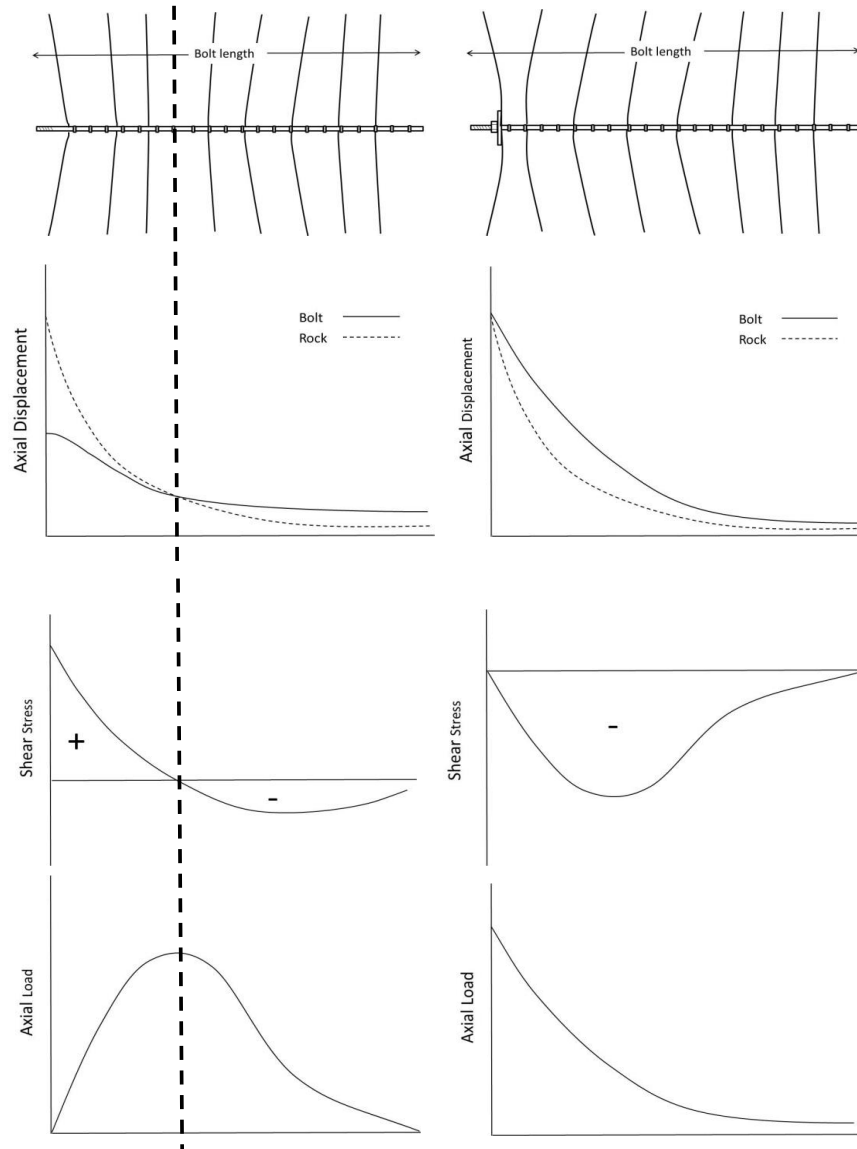 Bolt length
Bolt length
Axial Displacement
Bolt
Rock
Axial Displacement
Bolt
Rock
Shear Stress
+
-
Shear Stress
-
Axial Load
Axial Load